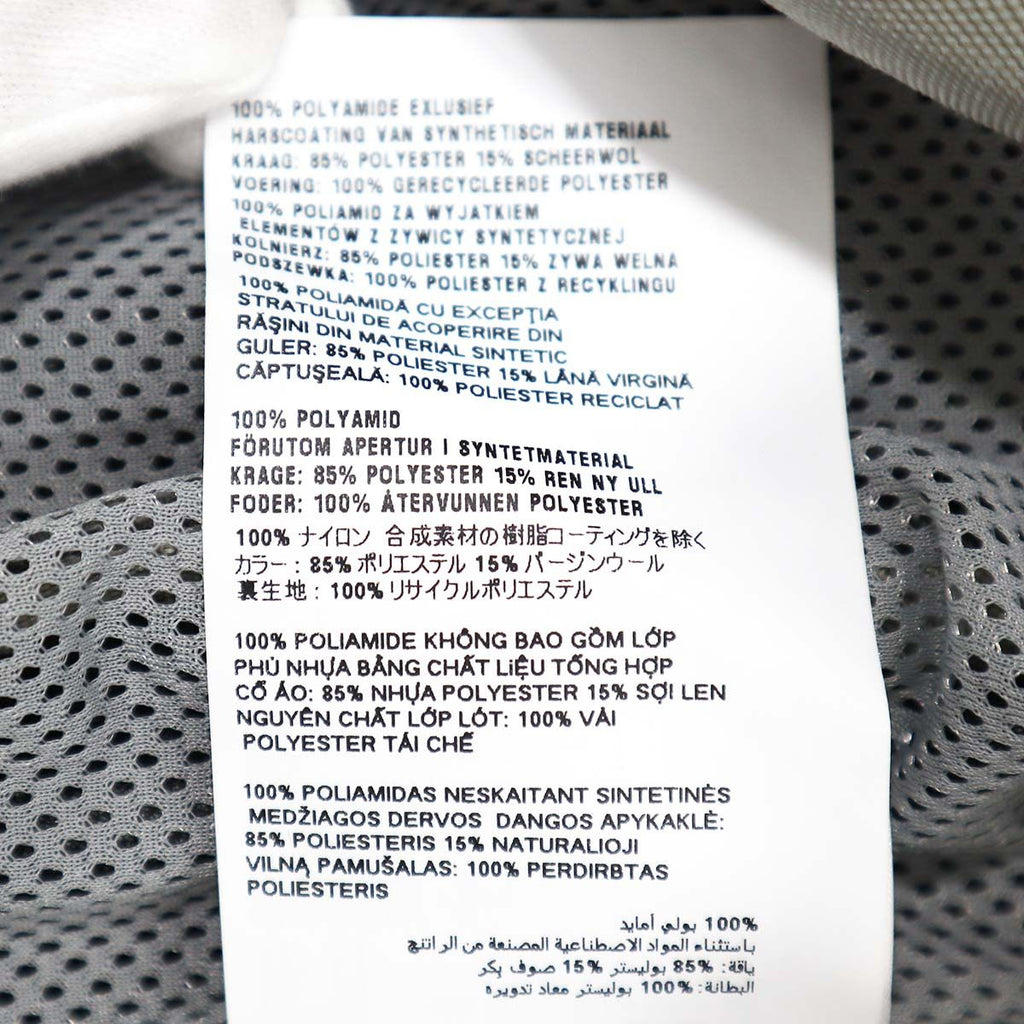 100% POLYAMIDE EXLUSIEF
HARSCOATING VAN SYNTHETISCH MATERIAAL
KRAAG: 85% POLYESTER 15% SCHEERWOL
VOERING: 100% GERECYCLEERDE POLYESTER
100% POLIAMID ZA WYJATKIEM
ELEMENTÓW Z ZYWICY SYNTETYCZNEJ
KOLNIERZ: 85% POLIESTER 15% ZYWA WELNA
PODSZEWKA: 100% POLIESTER Z RECYKLINGU
100% POLIAMIDĂ CU EXCEPŢIA
STRATULUI DE ACOPERIRE DIN
RĂŞINI DIN MATERIAL SINTETIC
GULER: 85% POLIESTER 15% LÂNĂ VIRGINĂ
CĂPTUŞEALĂ: 100% POLIESTER RECICLAT
100% POLYAMID
FÖRUTOM APERTUR I SYNTETMATERIAL
KRAGE: 85% POLYESTER 15% REN NY ULL
FODER: 100% ÅTERVUNNEN POLYESTER
100% ナイロン 合成素材の樹脂コーティングを除く
カラー : 85% ポリエステル 15% バージンウール
裏生地 : 100% リサイクルポリエステル
100% POLIAMIDE KHÔNG BAO GỒM LỚP
PHỦ NHỰA BẰNG CHẤT LIỆU TỔNG HỢP
CỔ ÁO: 85% NHỰA POLYESTER 15% SỢI LEN
NGUYÊN CHẤT LỚP LÓT: 100% VẢI
POLYESTER TÁI CHẾ
100% POLIAMIDAS NESKAITANT SINTETINĖS
MEDŽIAGOS DERVOS DANGOS APYKAKLĖ:
85% POLIESTERIS 15% NATURALIOJI
VILNĄ PAMUŠALAS: 100% PERDIRBTAS
POLIESTERIS
100% بولي أمايد
باستثناء المواد الاصطناعية المصنعة من الراتنج
ياقة: 85% بوليستر 15% صوف بكر
البطانة: 100% بوليستر معاد تدويره